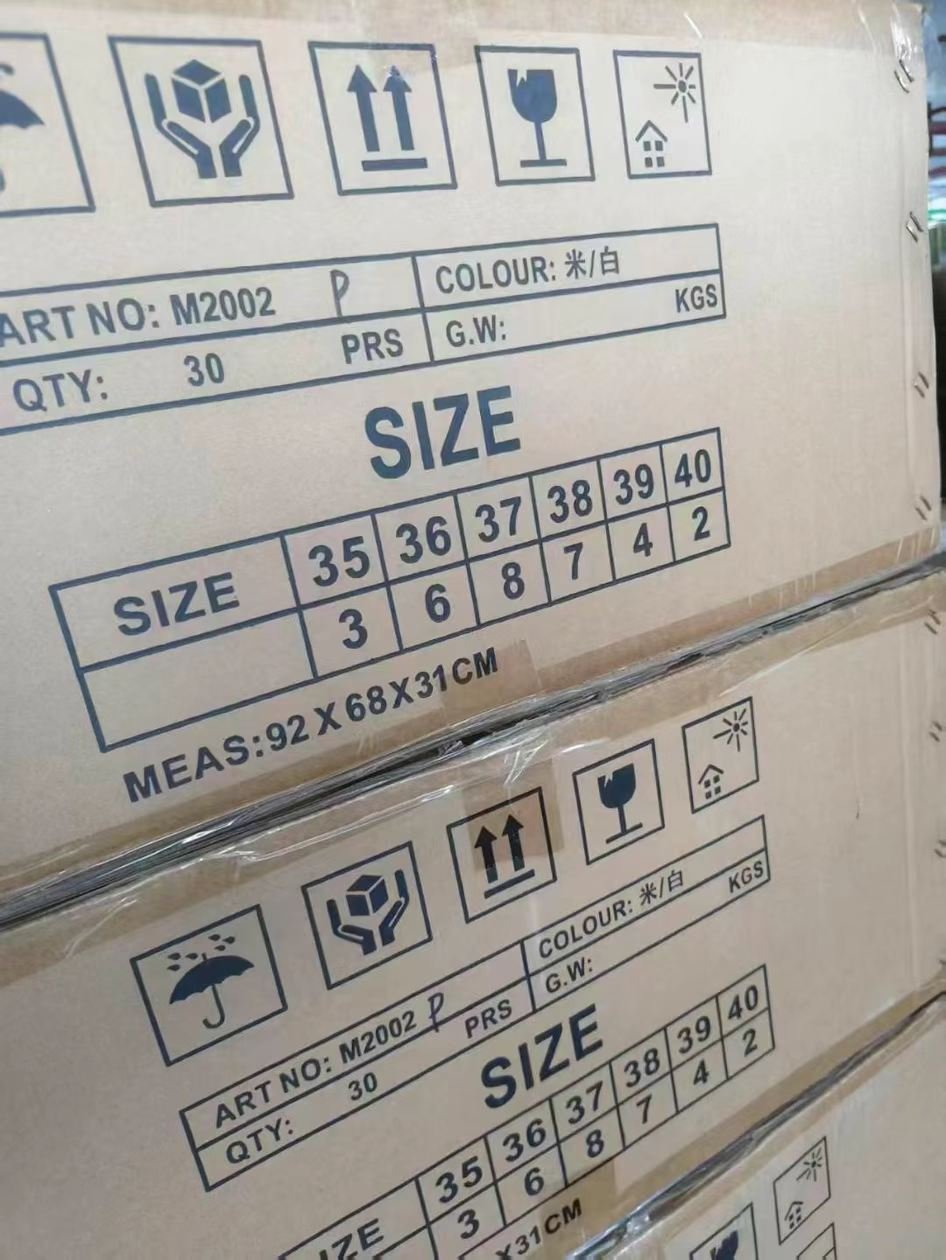 ART NO: M2002 P COLOUR: 米/白
QTY: 30 PRS G.W: KGS
SIZE
SIZE 35 36 37 38 39 40
3 6 8 7 4 2
MEAS:92 X 68 X 31CM
ART NO: M2002 P COLOUR: 米/白
QTY: 30 PRS G.W: KGS
SIZE
IZE 35 36 37 38 39 40
3 6 8 7 4 2
X31CM